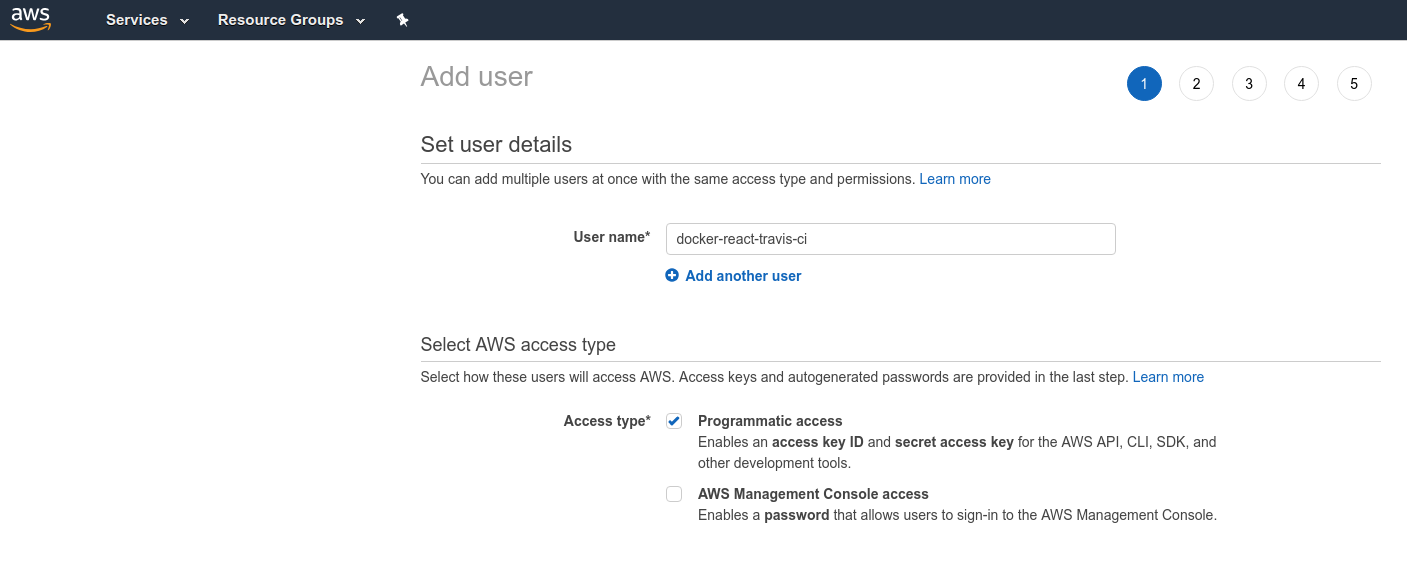 aws Services Resource Groups
Add user
1 2 3 4 5
Set user details
You can add multiple users at once with the same access type and permissions. Learn more
User name* docker-react-travis-ci
Add another user
Select AWS access type
Select how these users will access AWS. Access keys and autogenerated passwords are provided in the last step. Learn more
Access type* Programmatic access
Enables an access key ID and secret access key for the AWS API, CLI, SDK, and
other development tools.
AWS Management Console access
Enables a password that allows users to sign-in to the AWS Management Console.